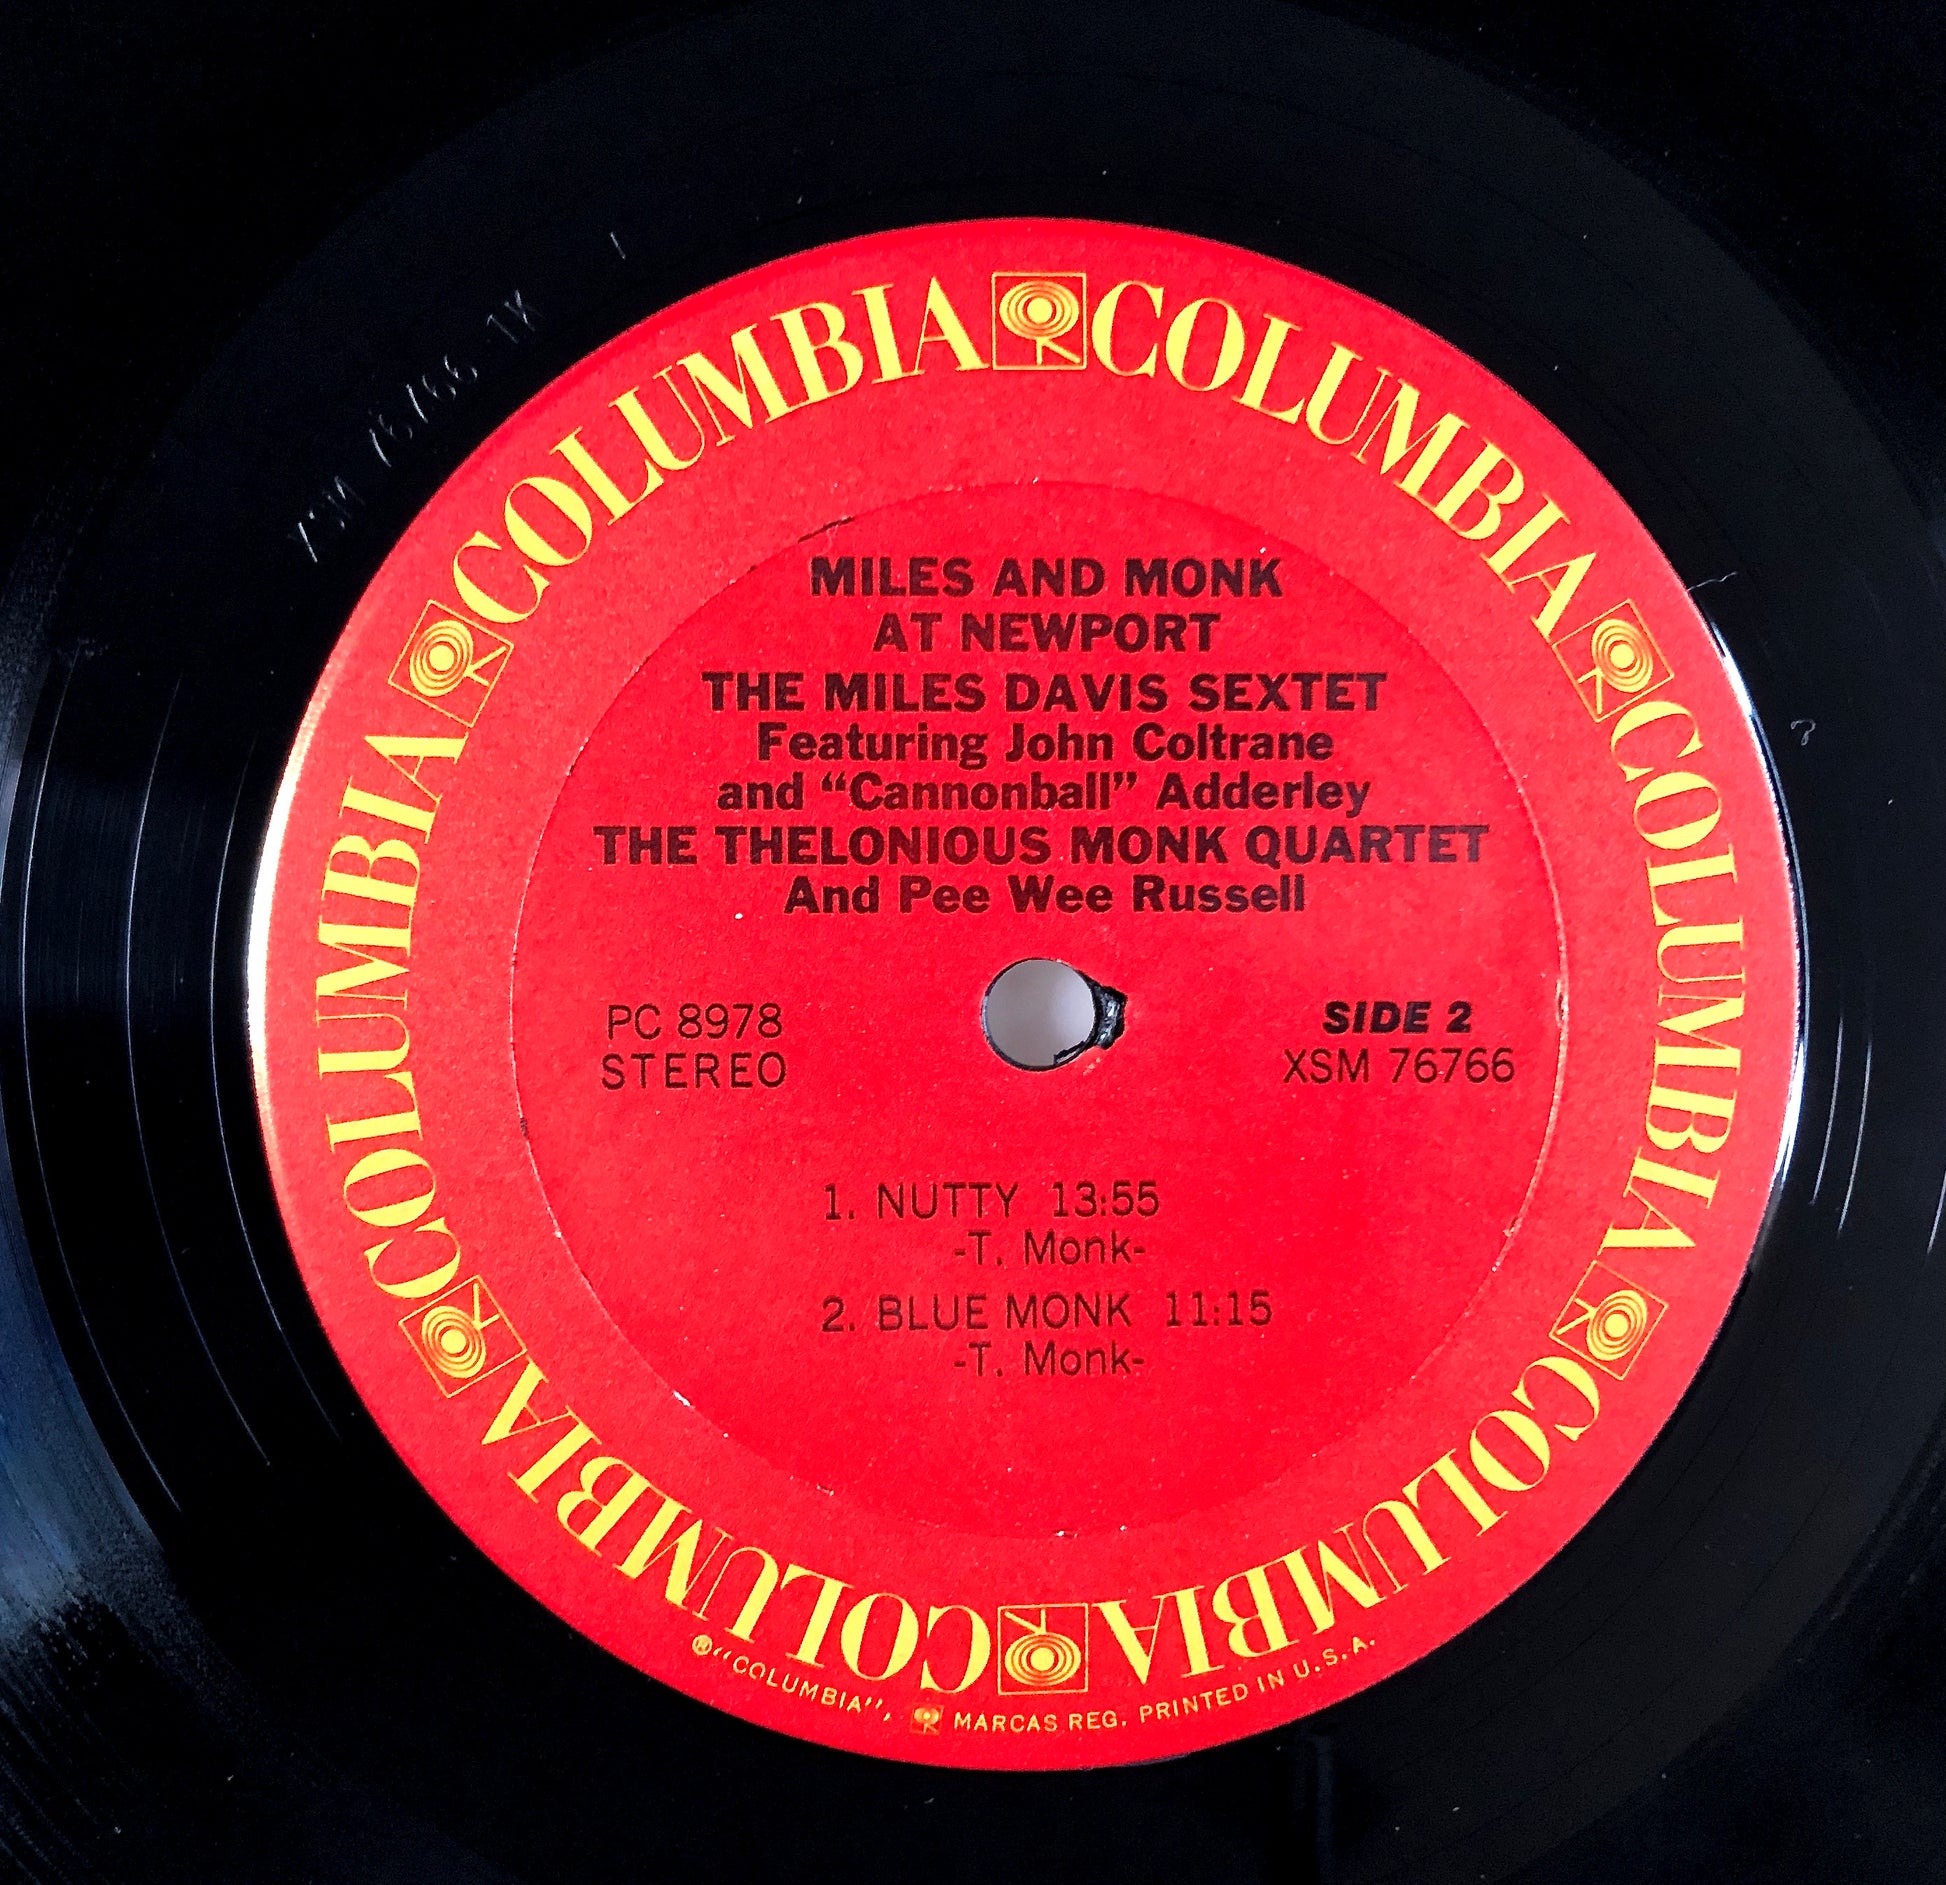 COLUMBIA COLUMBIA COLUMBIA COLUMBIA COLUMBIA COLUMBIA
MILES AND MONK
AT NEWPORT
THE MILES DAVIS SEXTET
Featuring John Coltrane
and “Cannonball” Adderley
THE THELONIOUS MONK QUARTET
And Pee Wee Russell
PC 8978
STEREO
SIDE 2
XSM 76766
1. NUTTY 13:55
-T. Monk-
2. BLUE MONK 11:15
-T. Monk-
® “COLUMBIA”, MARCAS REG. PRINTED IN U.S.A.